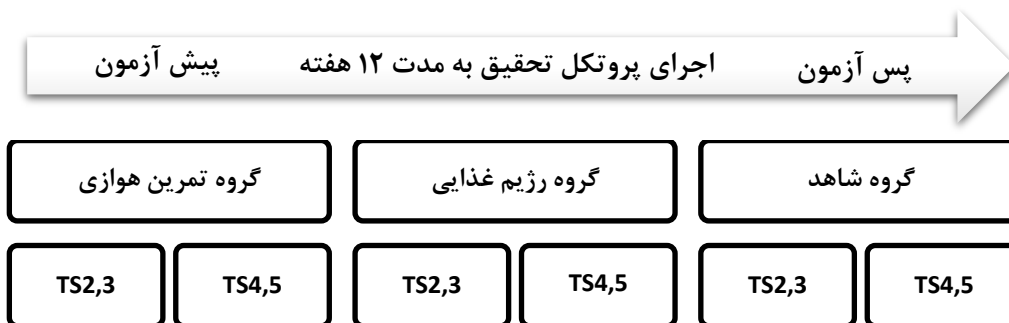 پیش آزمون اجرای پروتکل تحقیق به مدت ۱۲ هفته پس آزمون
گروه تمرین هوازی گروه رژیم غذایی گروه شاهد
TS2,3 TS4,5 TS2,3 TS4,5 TS2,3 TS4,5